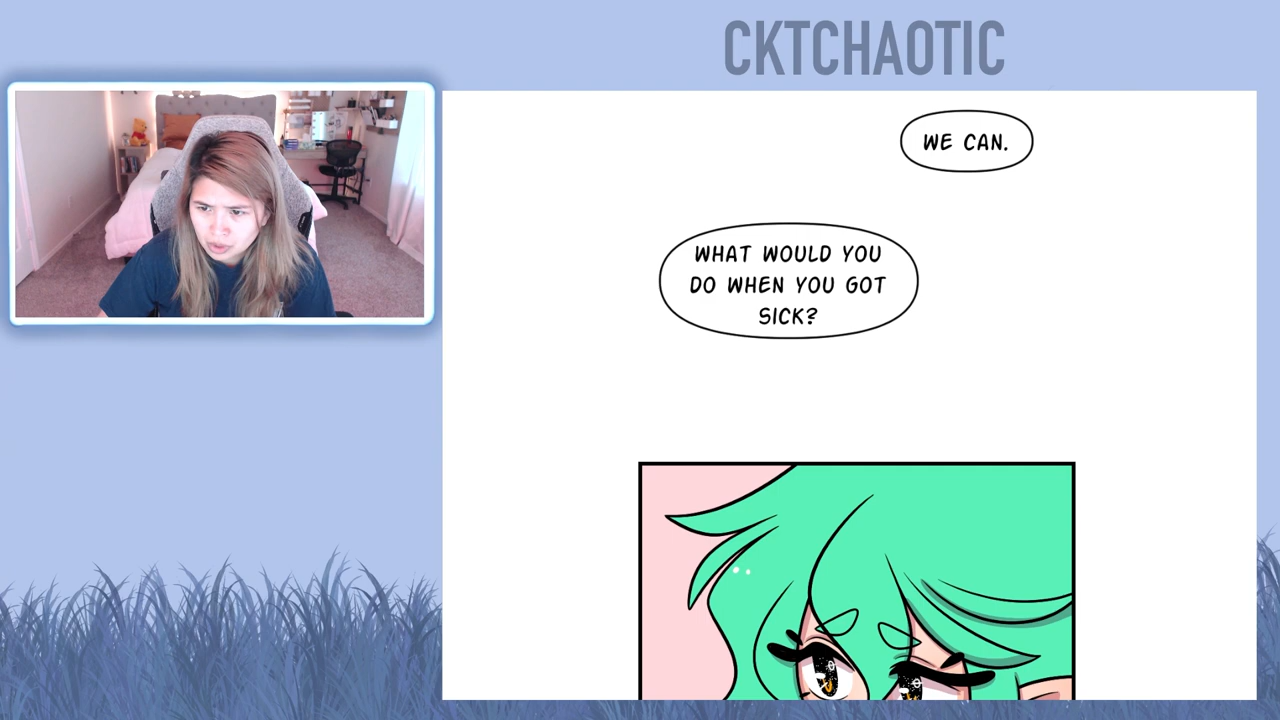 CKTCHAOTIC
WE CAN.
WHAT WOULD YOU
DO WHEN YOU GOT
SICK?